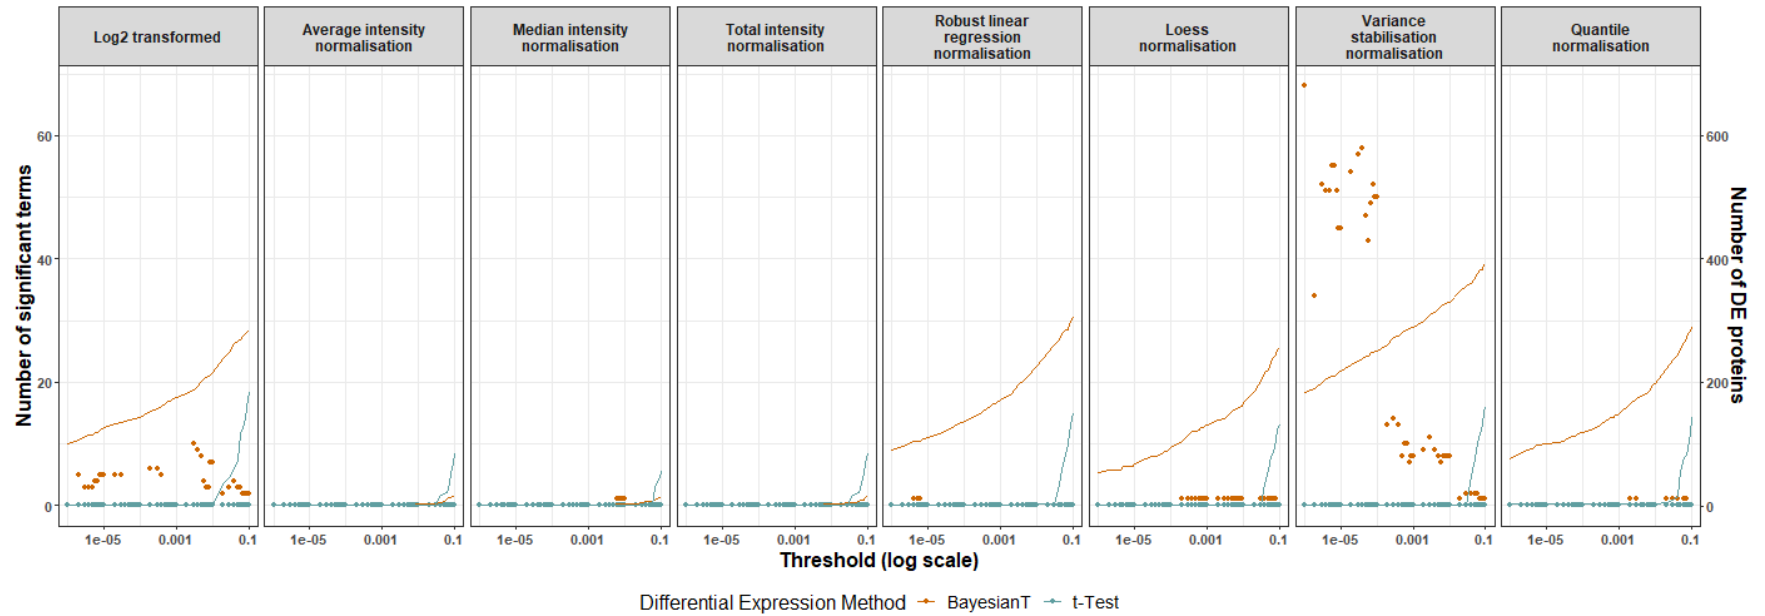 Log2 transformed
Average intensity
normalisation
Median intensity
normalisation
Total intensity
normalisation
Robust linear
regression
normalisation
Loess
normalisation
Variance
stabilisation
normalisation
Quantile
normalisation
Number of significant terms
60
40
20
0
600
400
200
0
Number of DE proteins
1e-05 0.001 0.1
1e-05 0.001 0.1
1e-05 0.001 0.1
1e-05 0.001 0.1
1e-05 0.001 0.1
1e-05 0.001 0.1
1e-05 0.001 0.1
1e-05 0.001 0.1
Threshold (log scale)
Differential Expression Method BayesianT t-Test